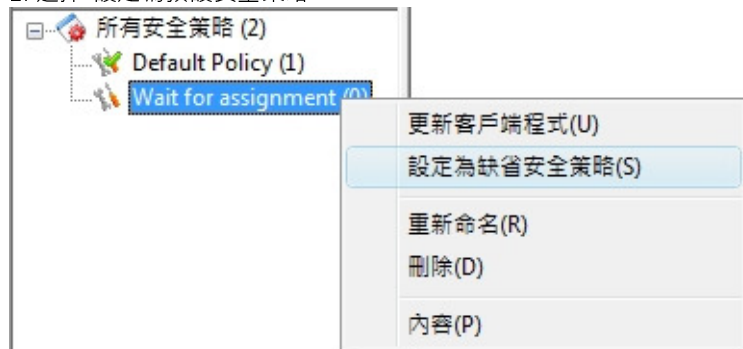 所有安全策略 (2)
Default Policy (1)
Wait for assignment (0)
更新客戶端程式(U)
設定為缺省安全策略(S)
重新命名(R)
刪除(D)
內容(P)